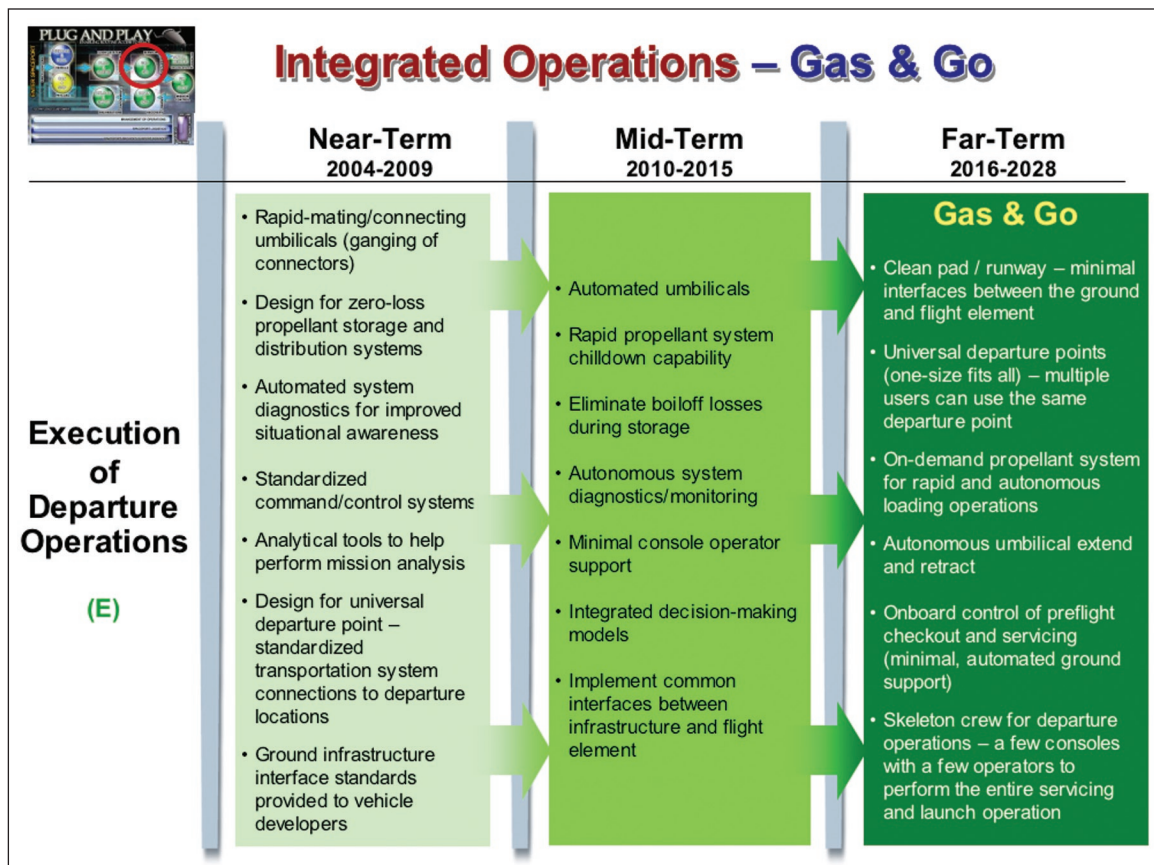 PLUG AND PLAY
Integrated Operations – Gas & Go
Near-Term
2004-2009
Mid-Term
2010-2015
Far-Term
2016-2028
Execution
of
Departure
Operations
(E)
• Rapid-mating/connecting
umbilicals (ganging of
connectors)
• Design for zero-loss
propellant storage and
distribution systems
• Automated system
diagnostics for improved
situational awareness
• Standardized
command/control systems
• Analytical tools to help
perform mission analysis
• Design for universal
departure point –
standardized
transportation system
connections to departure
locations
• Ground infrastructure
interface standards
provided to vehicle
developers
• Automated umbilicals
• Rapid propellant system
chilldown capability
• Eliminate boiloff losses
during storage
• Autonomous system
diagnostics/monitoring
• Minimal console operator
support
• Integrated decision-making
models
• Implement common
interfaces between
infrastructure and flight
element
Gas & Go
• Clean pad / runway – minimal
interfaces between the ground
and flight element
• Universal departure points
(one-size fits all) – multiple
users can use the same
departure point
• On-demand propellant system
for rapid and autonomous
loading operations
• Autonomous umbilical extend
and retract
• Onboard control of preflight
checkout and servicing
(minimal, automated ground
support)
• Skeleton crew for departure
operations – a few consoles
with a few operators to
perform the entire servicing
and launch operation